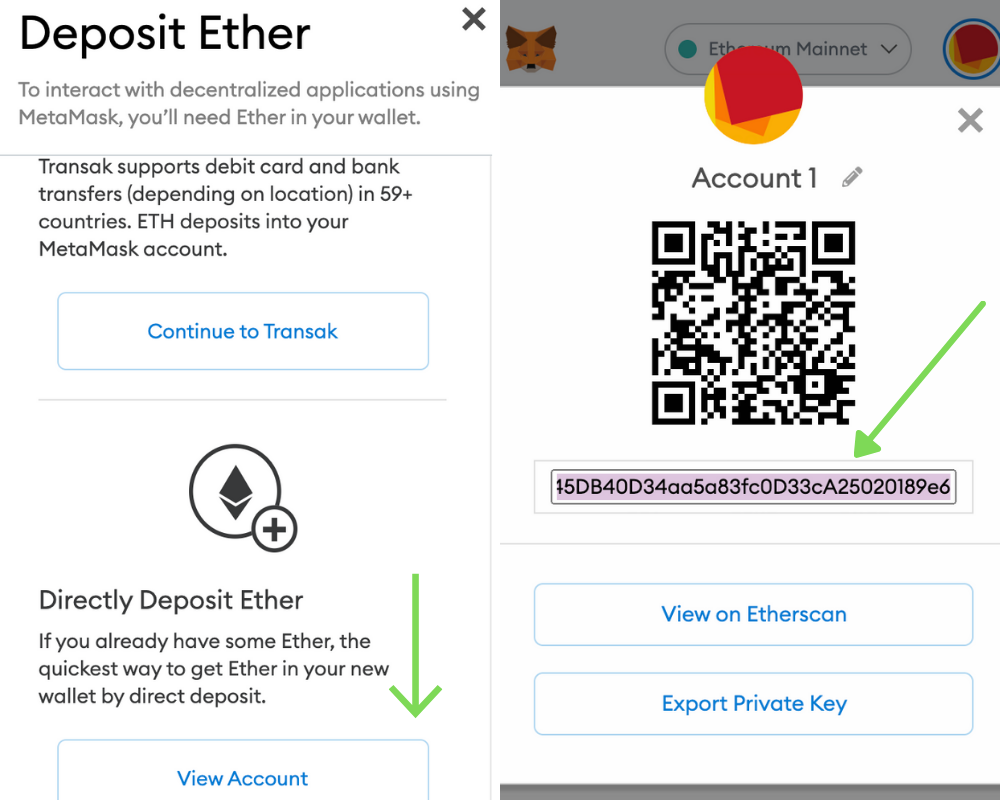 Deposit Ether
To interact with decentralized applications using
MetaMask, you'll need Ether in your wallet.
Transak supports debit card and bank
transfers (depending on location) in 59+
countries. ETH deposits into your
MetaMask account.
Continue to Transak
Directly Deposit Ether
If you already have some Ether, the
quickest way to get Ether in your new
wallet by direct deposit.
View Account
Ethereum Mainnet
Account 1
45DB40D34aa5a83fc0D33cA25020189e6
View on Etherscan
Export Private Key